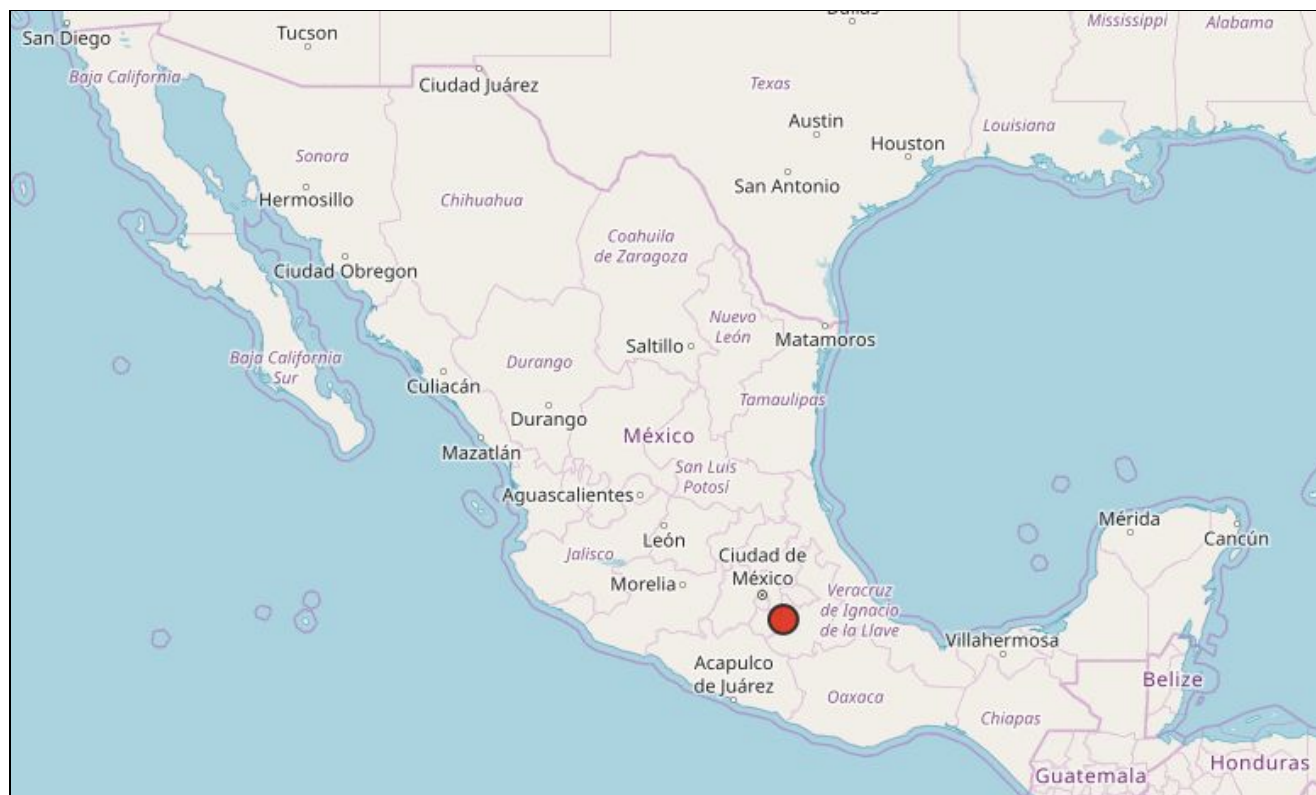 Dallas
Mississippi
Alabama
San Diego
Tucson
Baja California
Ciudad Juárez
Texas
Austin
Louisiana
Houston
Sonora
San Antonio
Hermosillo
Chihuahua
Coahuila
de Zaragoza
Ciudad Obregon
Nuevo
León
Matamoros
Saltillo
Baja California
Sur
Durango
Culiacán
Tamaulipas
Durango
México
Mazatlán
San Luis
Potosí
Aguascalientes
Mérida
Cancún
León
Jalisco
Ciudad de
México
Morelia
Veracruz
de Ignacio
de la Llave
Villahermosa
Acapulco
de Juárez
Belize
Oaxaca
Chiapas
Honduras
Guatemala